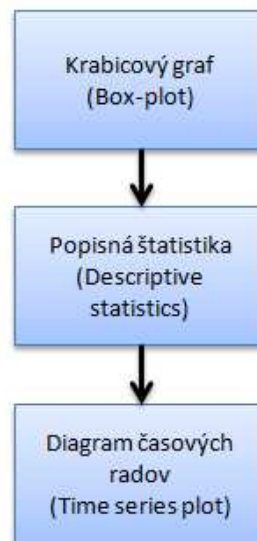 Krabicový graf
(Box-plot)
Popisná štatistika
(Descriptive
statistics)
Diagram časových
radov
(Time series plot)